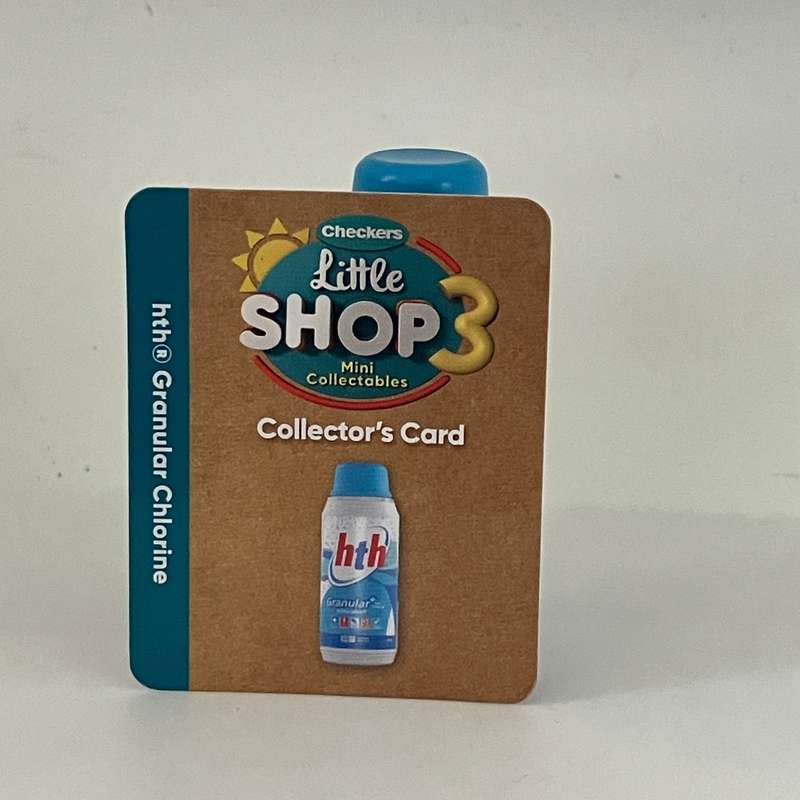 hth® Granular Chlorine
Checkers
Little
SHOP 3
Mini
Collectables
Collector's Card
hth
Granular+